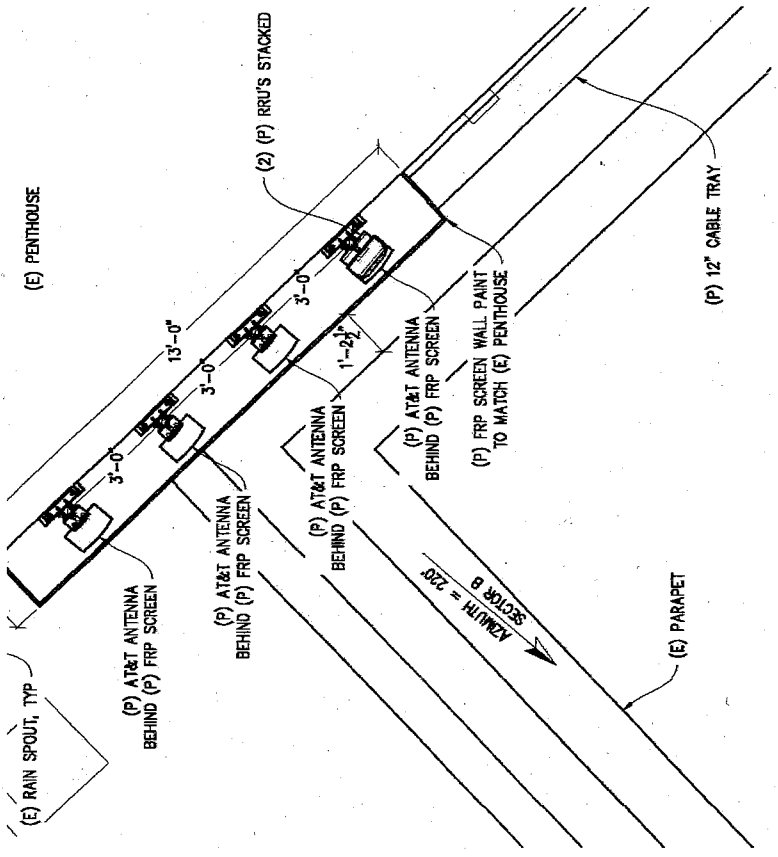 (E) RAIN SPOUT, TYP
(E) PENTHOUSE
(P) AT&T ANTENNA
BEHIND (P) FRP SCREEN
3'-0"
13'-0"
(P) AT&T ANTENNA
BEHIND (P) FRP SCREEN
3'-0"
(2) (P) RRU'S STACKED
3'-0"
(P) AT&T ANTENNA
BEHIND (P) FRP SCREEN
1'-2½"
(P) AT&T ANTENNA
BEHIND (P) FRP SCREEN
AZIMUTH = 220°
SECTOR B
(P) FRP SCREEN WALL PAINT
TO MATCH (E) PENTHOUSE
(E) PARAPET
(P) 12" CABLE TRAY